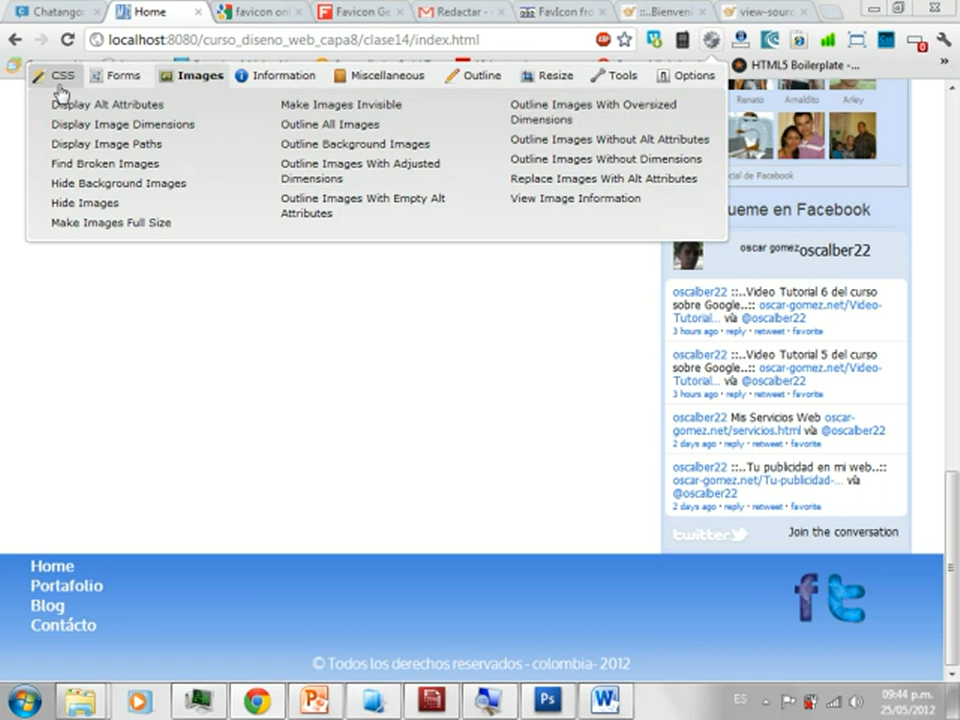 Chatango
Home
favicon onl
Favicon Ge
Redactar -
FavIcon fro
::..Bienveni
view-sourc
localhost:8080/curso_diseno_web_capa8/clase14/index.html
CSS
Forms
Images
Information
Miscellaneous
Outline
Resize
Tools
Options
HTML5 Boilerplate -...
»
Display Alt Attributes
Display Image Dimensions
Display Image Paths
Find Broken Images
Hide Background Images
Hide Images
Make Images Full Size
Make Images Invisible
Outline All Images
Outline Background Images
Outline Images With Adjusted
Dimensions
Outline Images With Empty Alt
Attributes
Outline Images With Oversized
Dimensions
Outline Images Without Alt Attributes
Outline Images Without Dimensions
Replace Images With Alt Attributes
View Image Information
Renato Arnaldito Arley
cial de Facebook
ueme en Facebook
oscar gomez oscalber22
oscalber22 ::..Video Tutorial 6 del curso
sobre Google..:: oscar-gomez.net/Video-
Tutorial... vía @oscalber22
3 hours ago · reply · retweet · favorite
oscalber22 ::..Video Tutorial 5 del curso
sobre Google..:: oscar-gomez.net/Video-
Tutorial... vía @oscalber22
3 hours ago · reply · retweet · favorite
oscalber22 Mis Servicios Web oscar-
gomez.net/servicios.html vía @oscalber22
2 days ago · reply · retweet · favorite
oscalber22 ::..Tu publicidad en mi web..::
oscar-gomez.net/Tu-publicidad-... vía
@oscalber22
2 days ago · reply · retweet · favorite
twitter
Join the conversation
Home
Portafolio
Blog
Contácto
f t
© Todos los derechos reservados - colombia- 2012
ES
09:44 p.m.
25/05/2012